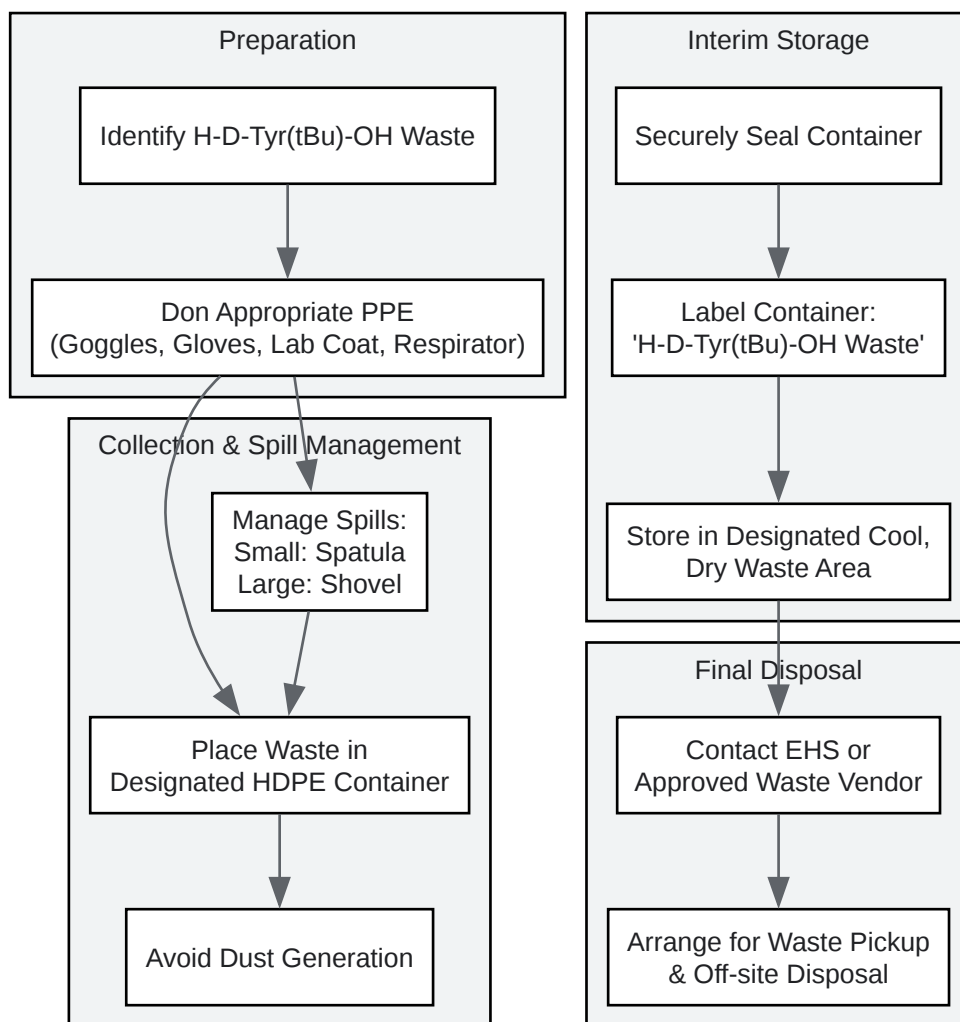 Preparation
Identify H-D-Tyr(tBu)-OH Waste
Don Appropriate PPE
(Goggles, Gloves, Lab Coat, Respirator)
Collection & Spill Management
Manage Spills:
Small: Spatula
Large: Shovel
Place Waste in
Designated HDPE Container
Avoid Dust Generation
Interim Storage
Securely Seal Container
Label Container:
'H-D-Tyr(tBu)-OH Waste'
Store in Designated Cool,
Dry Waste Area
Final Disposal
Contact EHS or
Approved Waste Vendor
Arrange for Waste Pickup
& Off-site Disposal